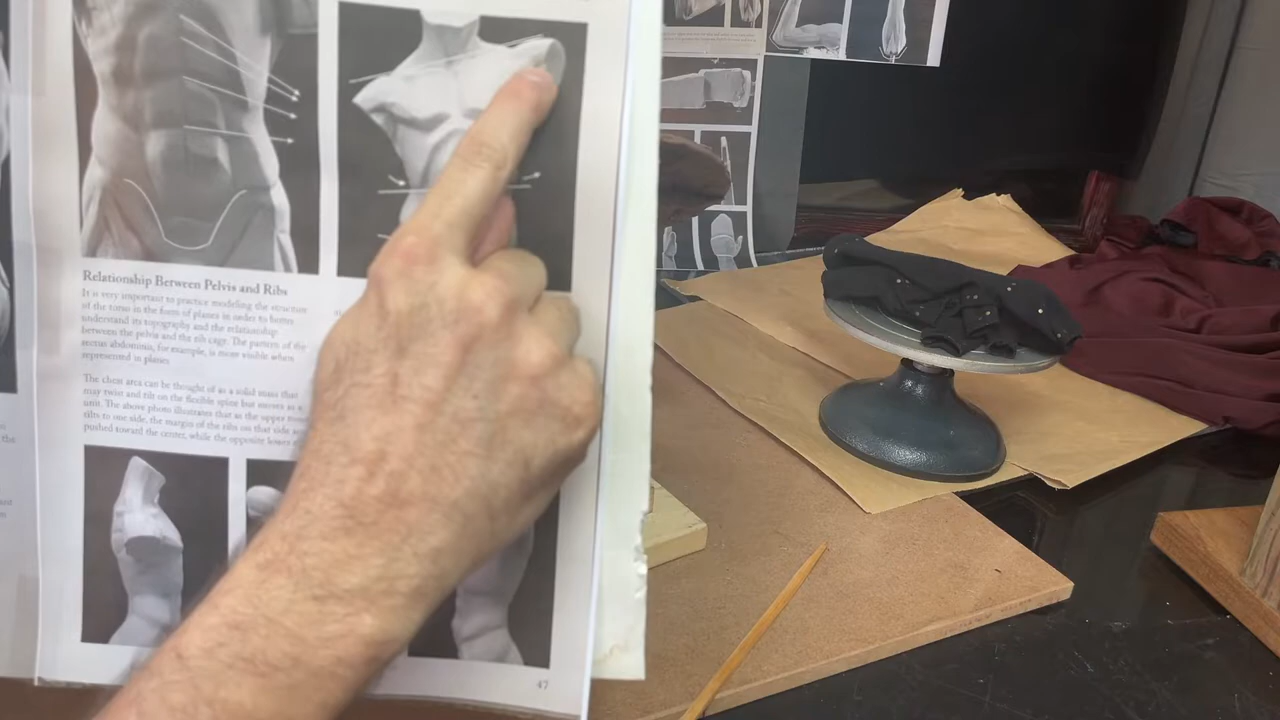 Relationship Between Pelvis and Ribs
It is very important to practice modeling the structure
of the torso in the form of planes in order to better
understand its topography and the relationship
between the pelvis and the rib cage. The pattern of the
rectus abdominis, for example, is more visible when
represented in planes.
The chest area can be thought of as a solid mass that
may twist and tilt on the flexible spine but moves as a
unit. The above photo illustrates that as the upper
tilts to one side, the margin of the ribs on that side
pushed toward the center, while the opposite lowers
47
the